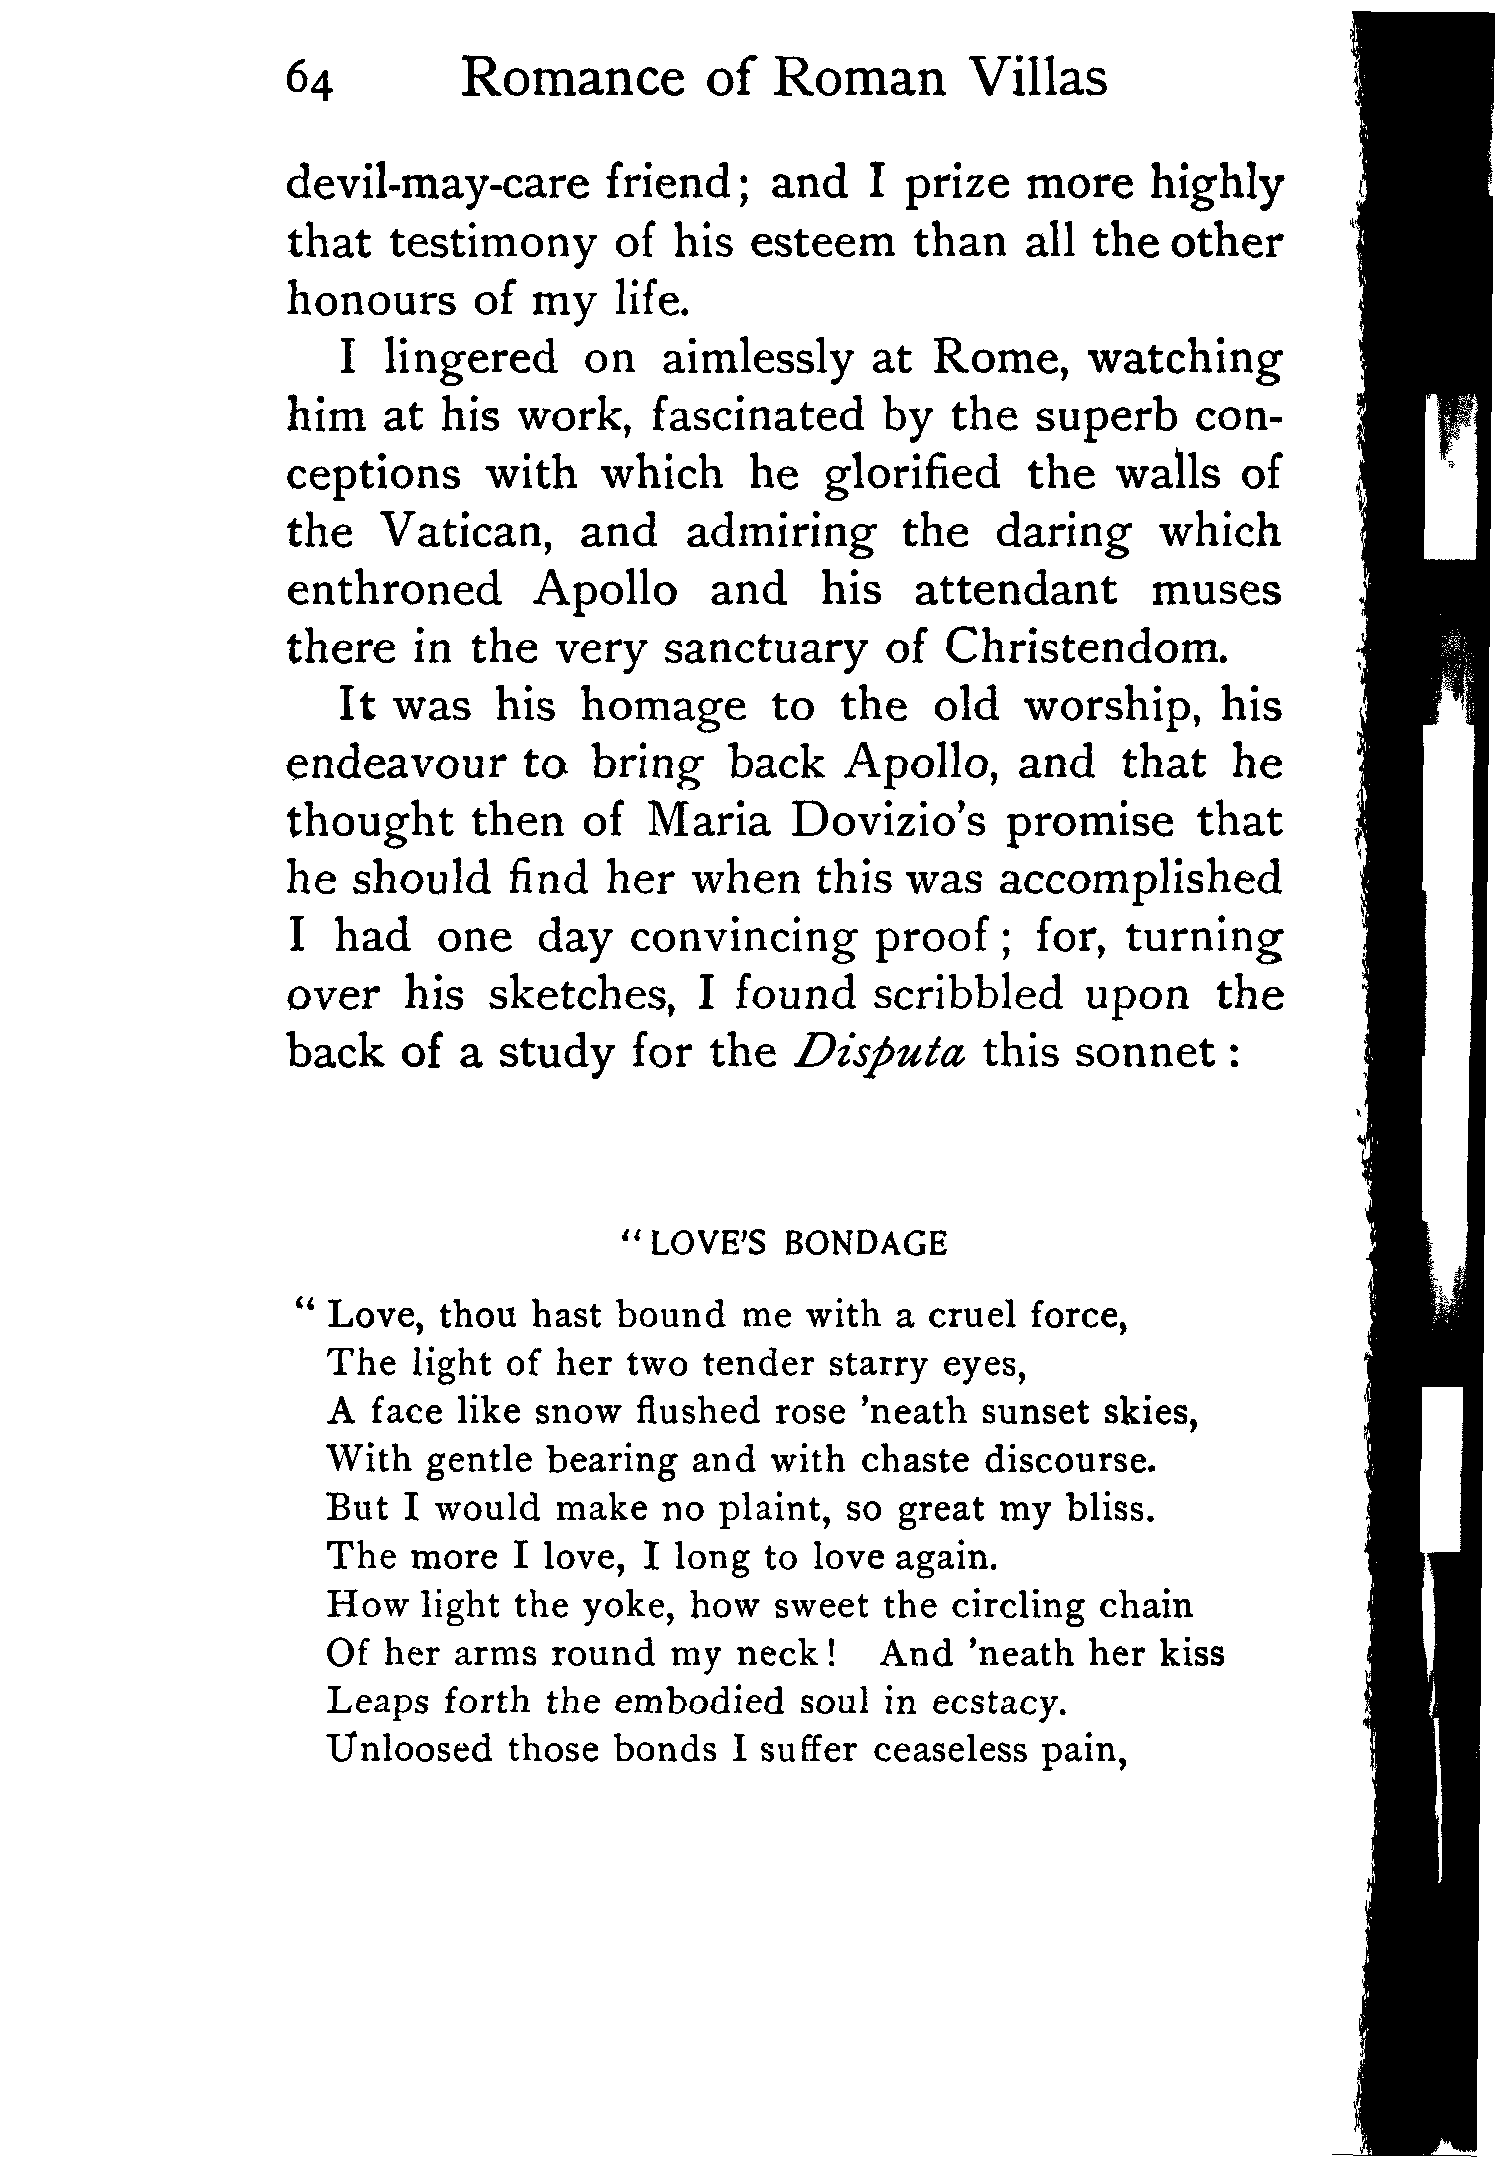 64 Romance of Roman Villas
devil-may-care friend; and I prize more highly
that testimony of his esteem than all the other
honours of my life.
I lingered on aimlessly at Rome, watching
him at his work, fascinated by the superb con-
ceptions with which he glorified the walls of
the Vatican, and admiring the daring which
enthroned Apollo and his attendant muses
there in the very sanctuary of Christendom.
It was his homage to the old worship, his
endeavour to bring back Apollo, and that he
thought then of Maria Dovizio's promise that
he should find her when this was accomplished
I had one day convincing proof; for, turning
over his sketches, I found scribbled upon the
back of a study for the Disputa this sonnet:
"LOVE'S BONDAGE
"Love, thou hast bound me with a cruel force,
The light of her two tender starry eyes,
A face like snow flushed rose 'neath sunset skies,
With gentle bearing and with chaste discourse.
But I would make no plaint, so great my bliss.
The more I love, I long to love again.
How light the yoke, how sweet the circling chain
Of her arms round my neck! And 'neath her kiss
Leaps forth the embodied soul in ecstacy.
Unloosed those bonds I suffer ceaseless pain,